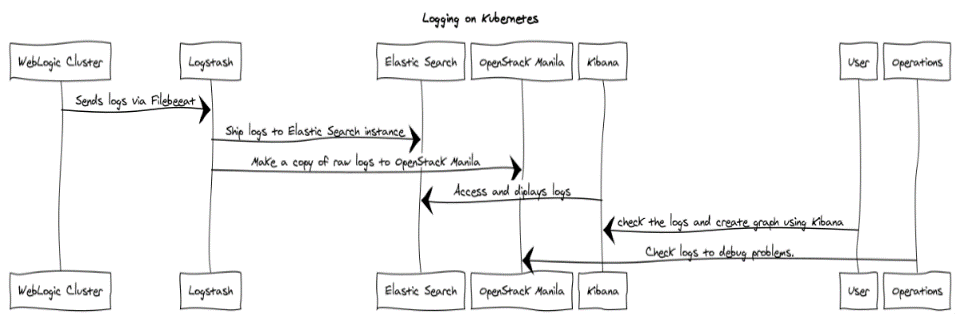 Logging on Kubernetes
WebLogic Cluster
Logstash
Elastic Search
OpenStack Manila
Kibana
User
Operations
Sends logs via Filebeeat
Ship logs to Elastic Search instance
Make a copy of raw logs to OpenStack Manila
Access and diplays logs
check the logs and create graph using Kibana
Check logs to debug problems.
WebLogic Cluster
Logstash
Elastic Search
OpenStack Manila
Kibana
User
Operations